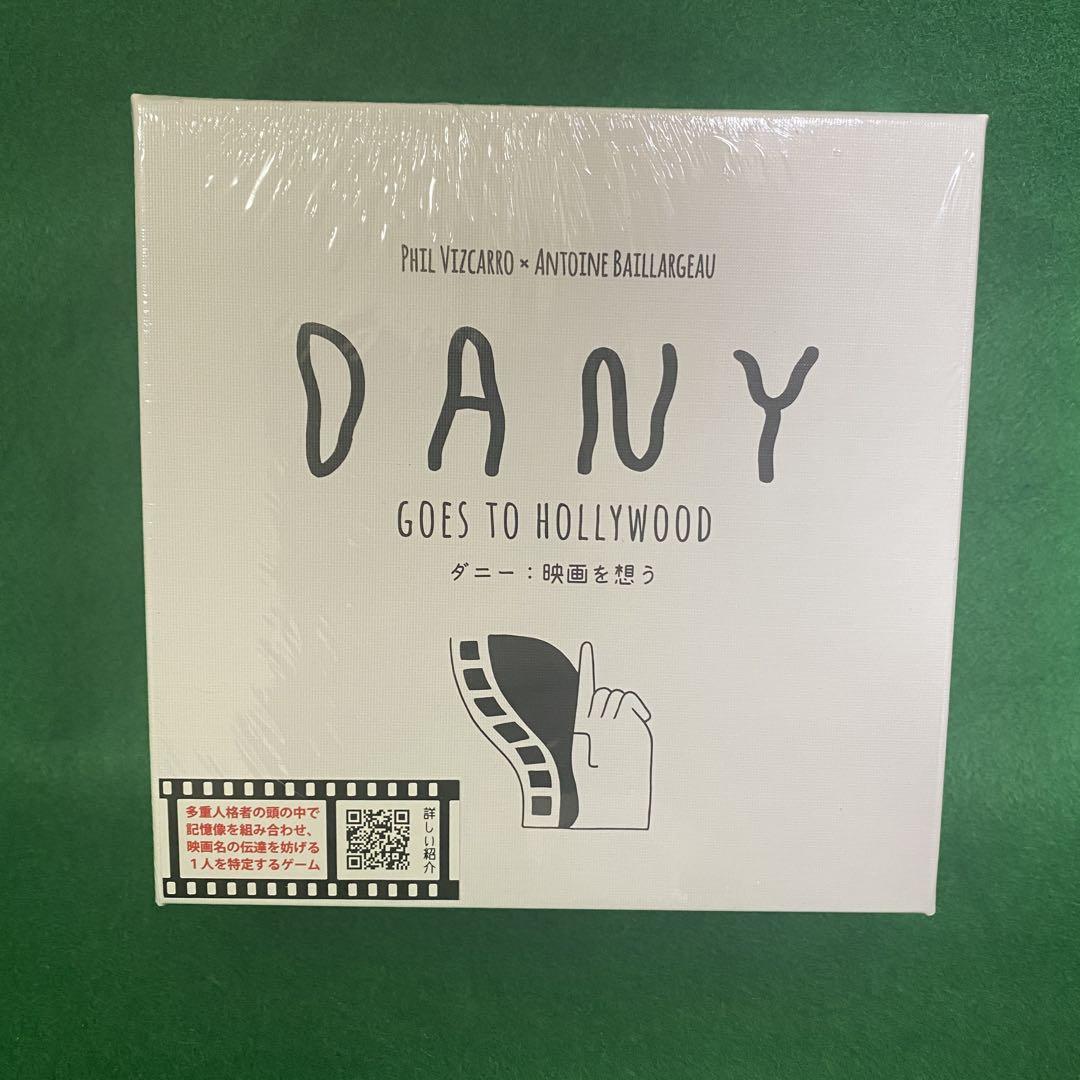 PHIL VIZCARRO × ANTOINE BAILLARGEAU
DANY
GOES TO HOLLYWOOD
ダニー：映画を想う
多重人格者の頭の中で
記憶像を組み合わせ、
映画名の伝達を妨げる
１人を特定するゲーム
詳しい紹介